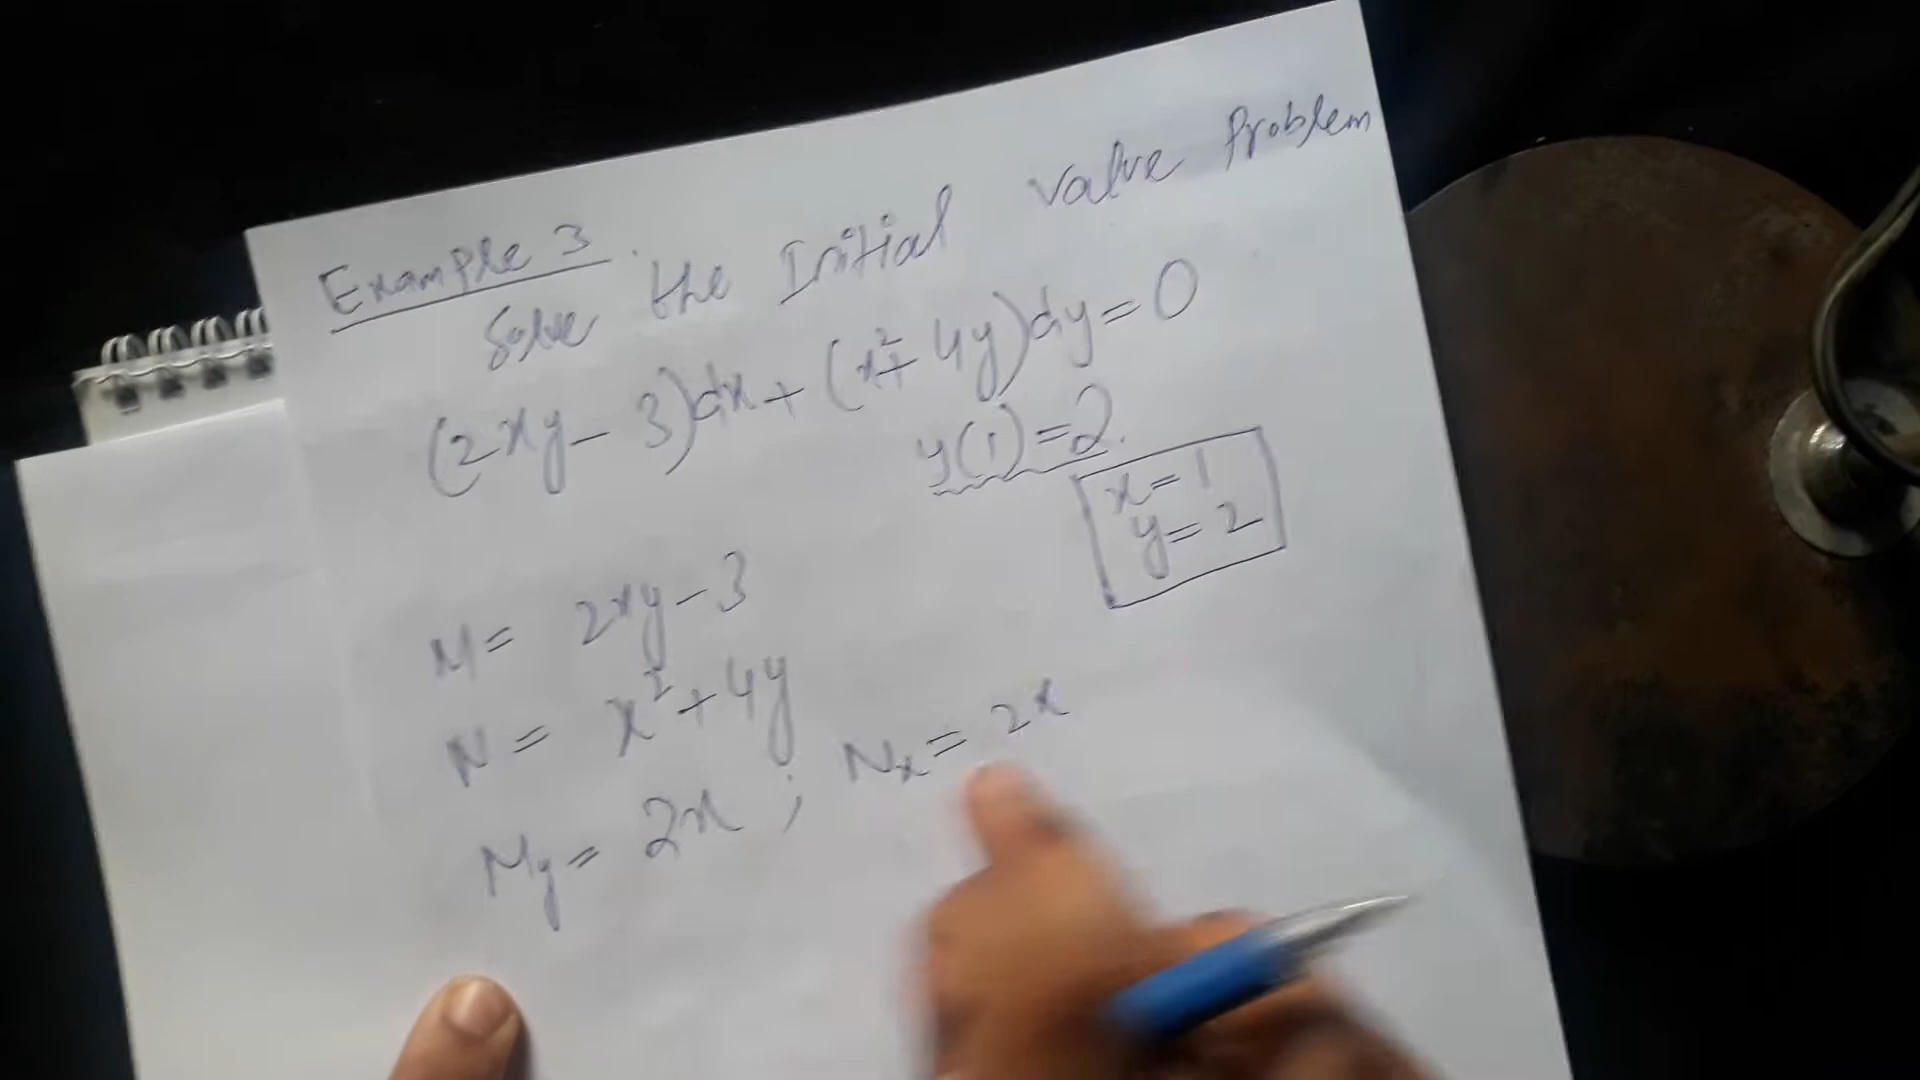 Example 3.
Solve the Initial Value Problem
(2xy - 3)dx + (x² + 4y)dy = 0
y(1) = 2.
x = 1
y = 2
M = 2xy - 3
N = x² + 4y
My = 2x ; Nx = 2x